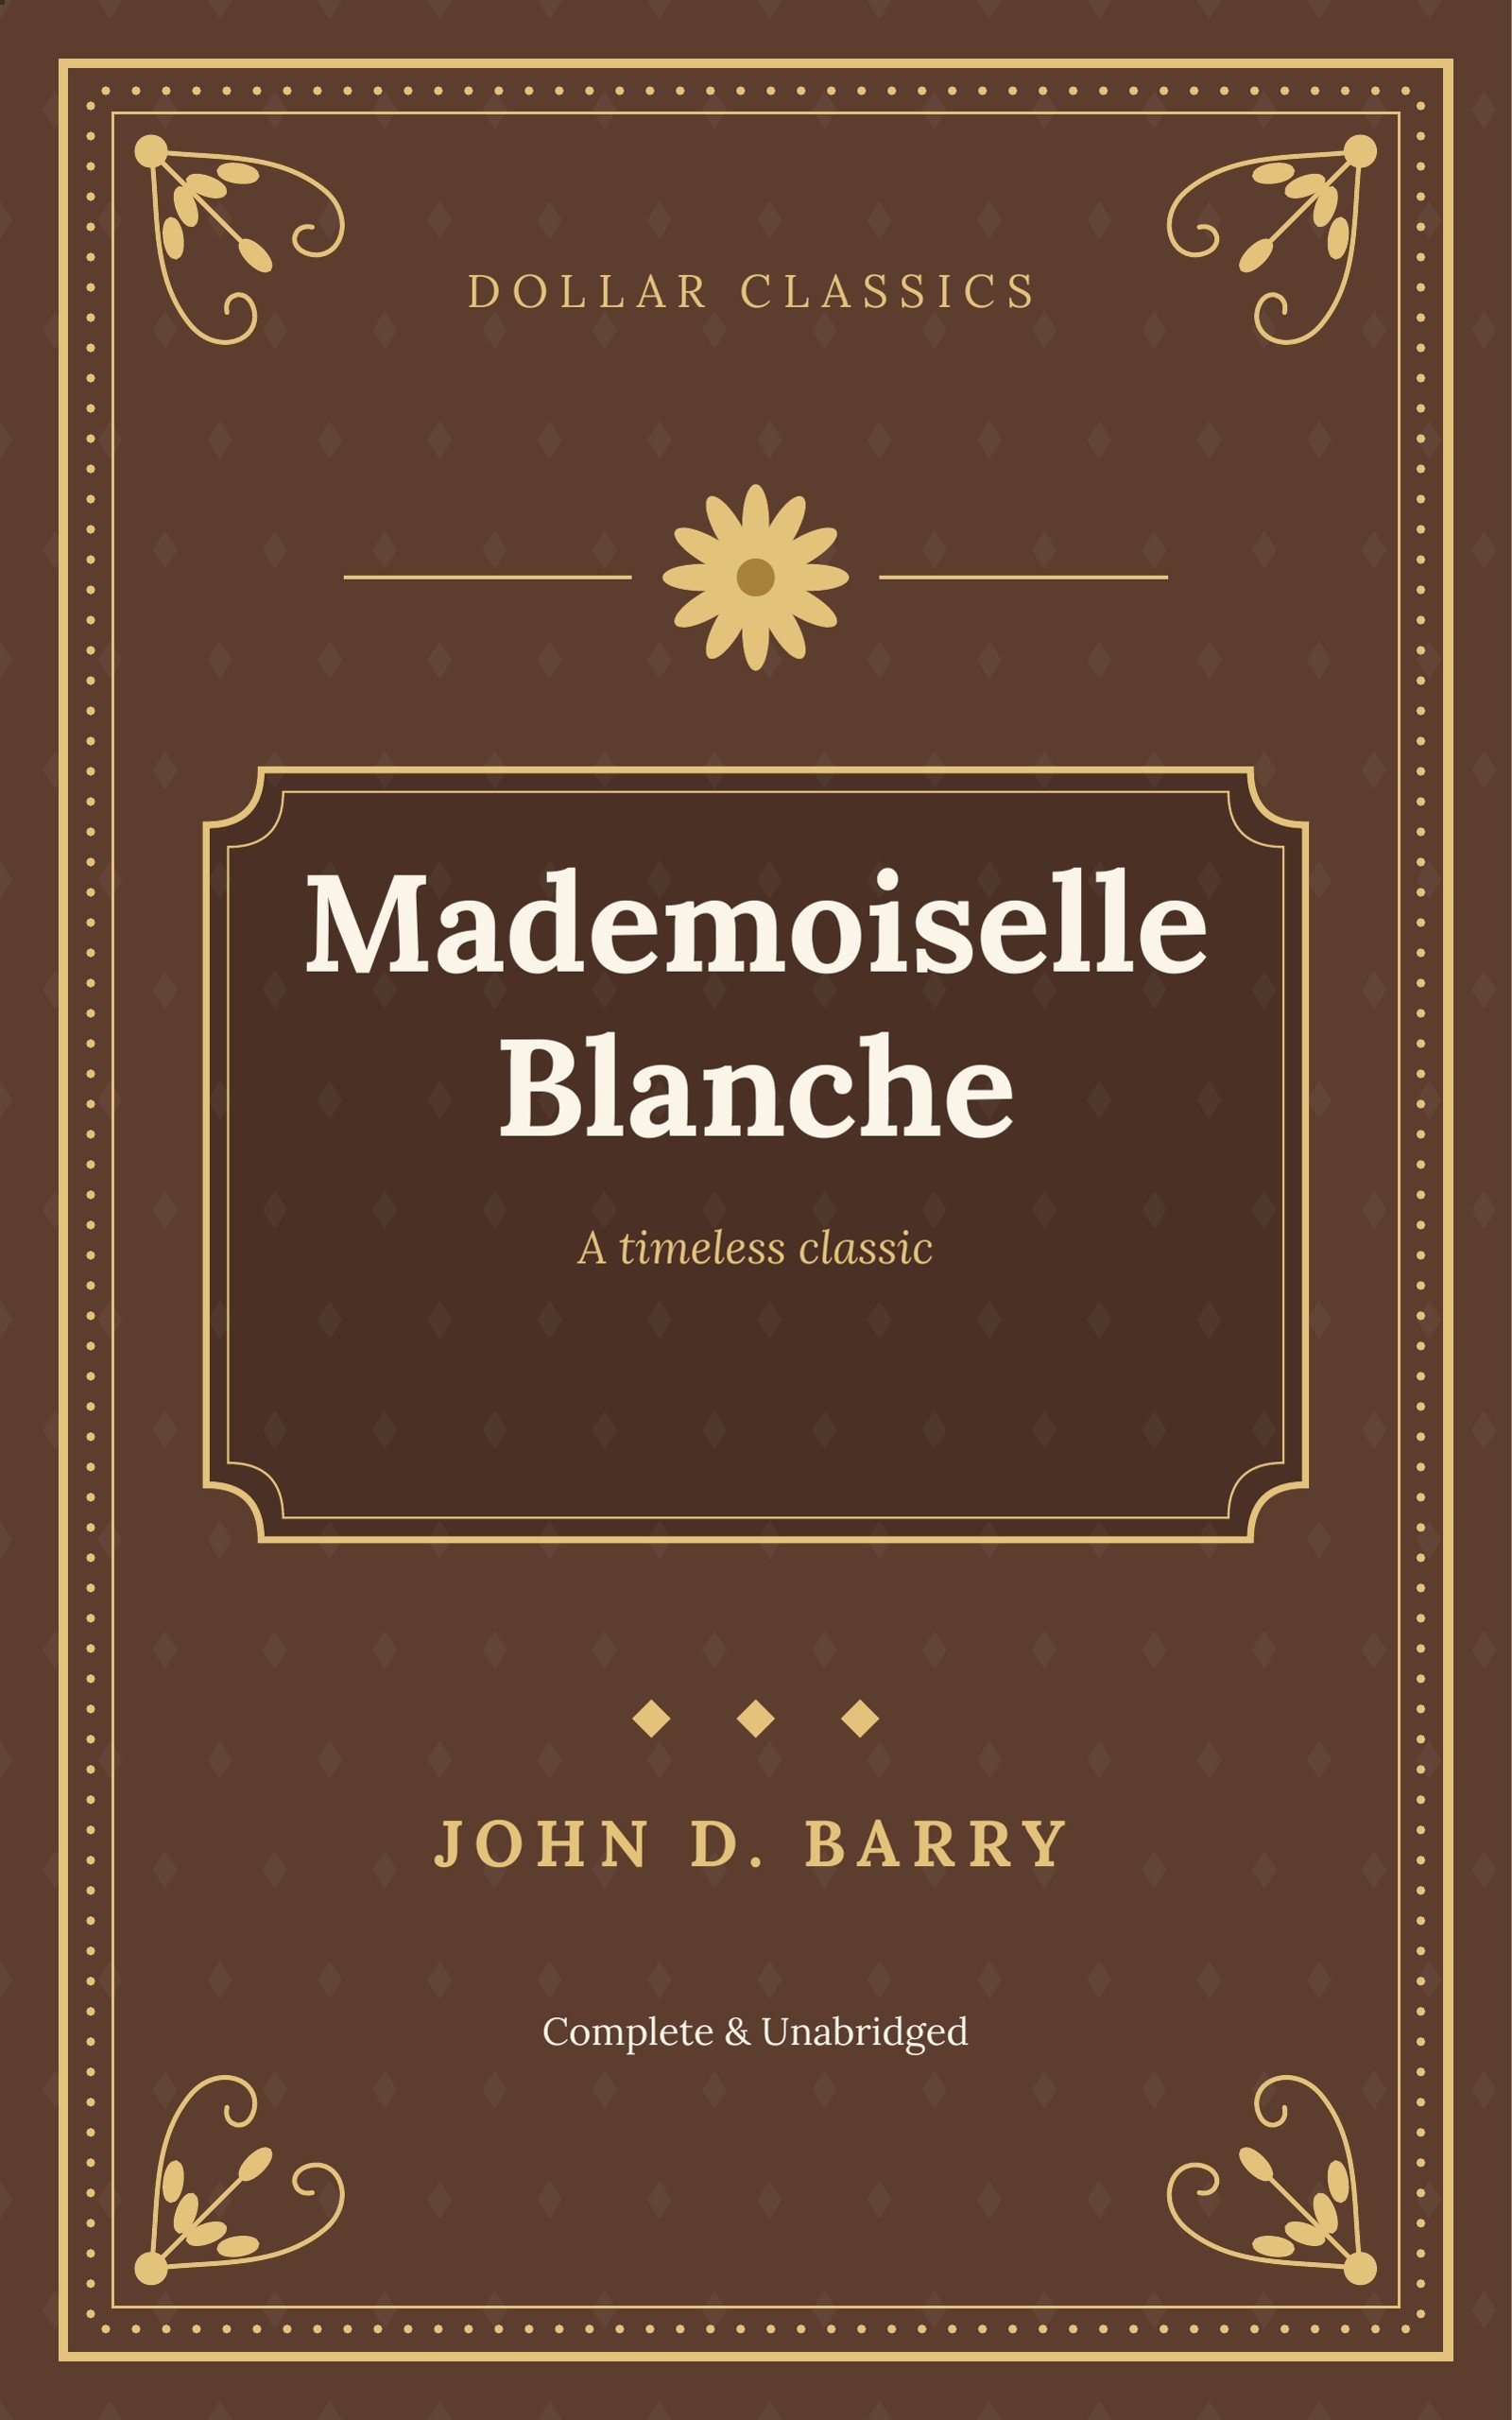 DOLLAR CLASSICS
Mademoiselle
Blanche
A timeless classic
JOHN D. BARRY
Complete & Unabridged